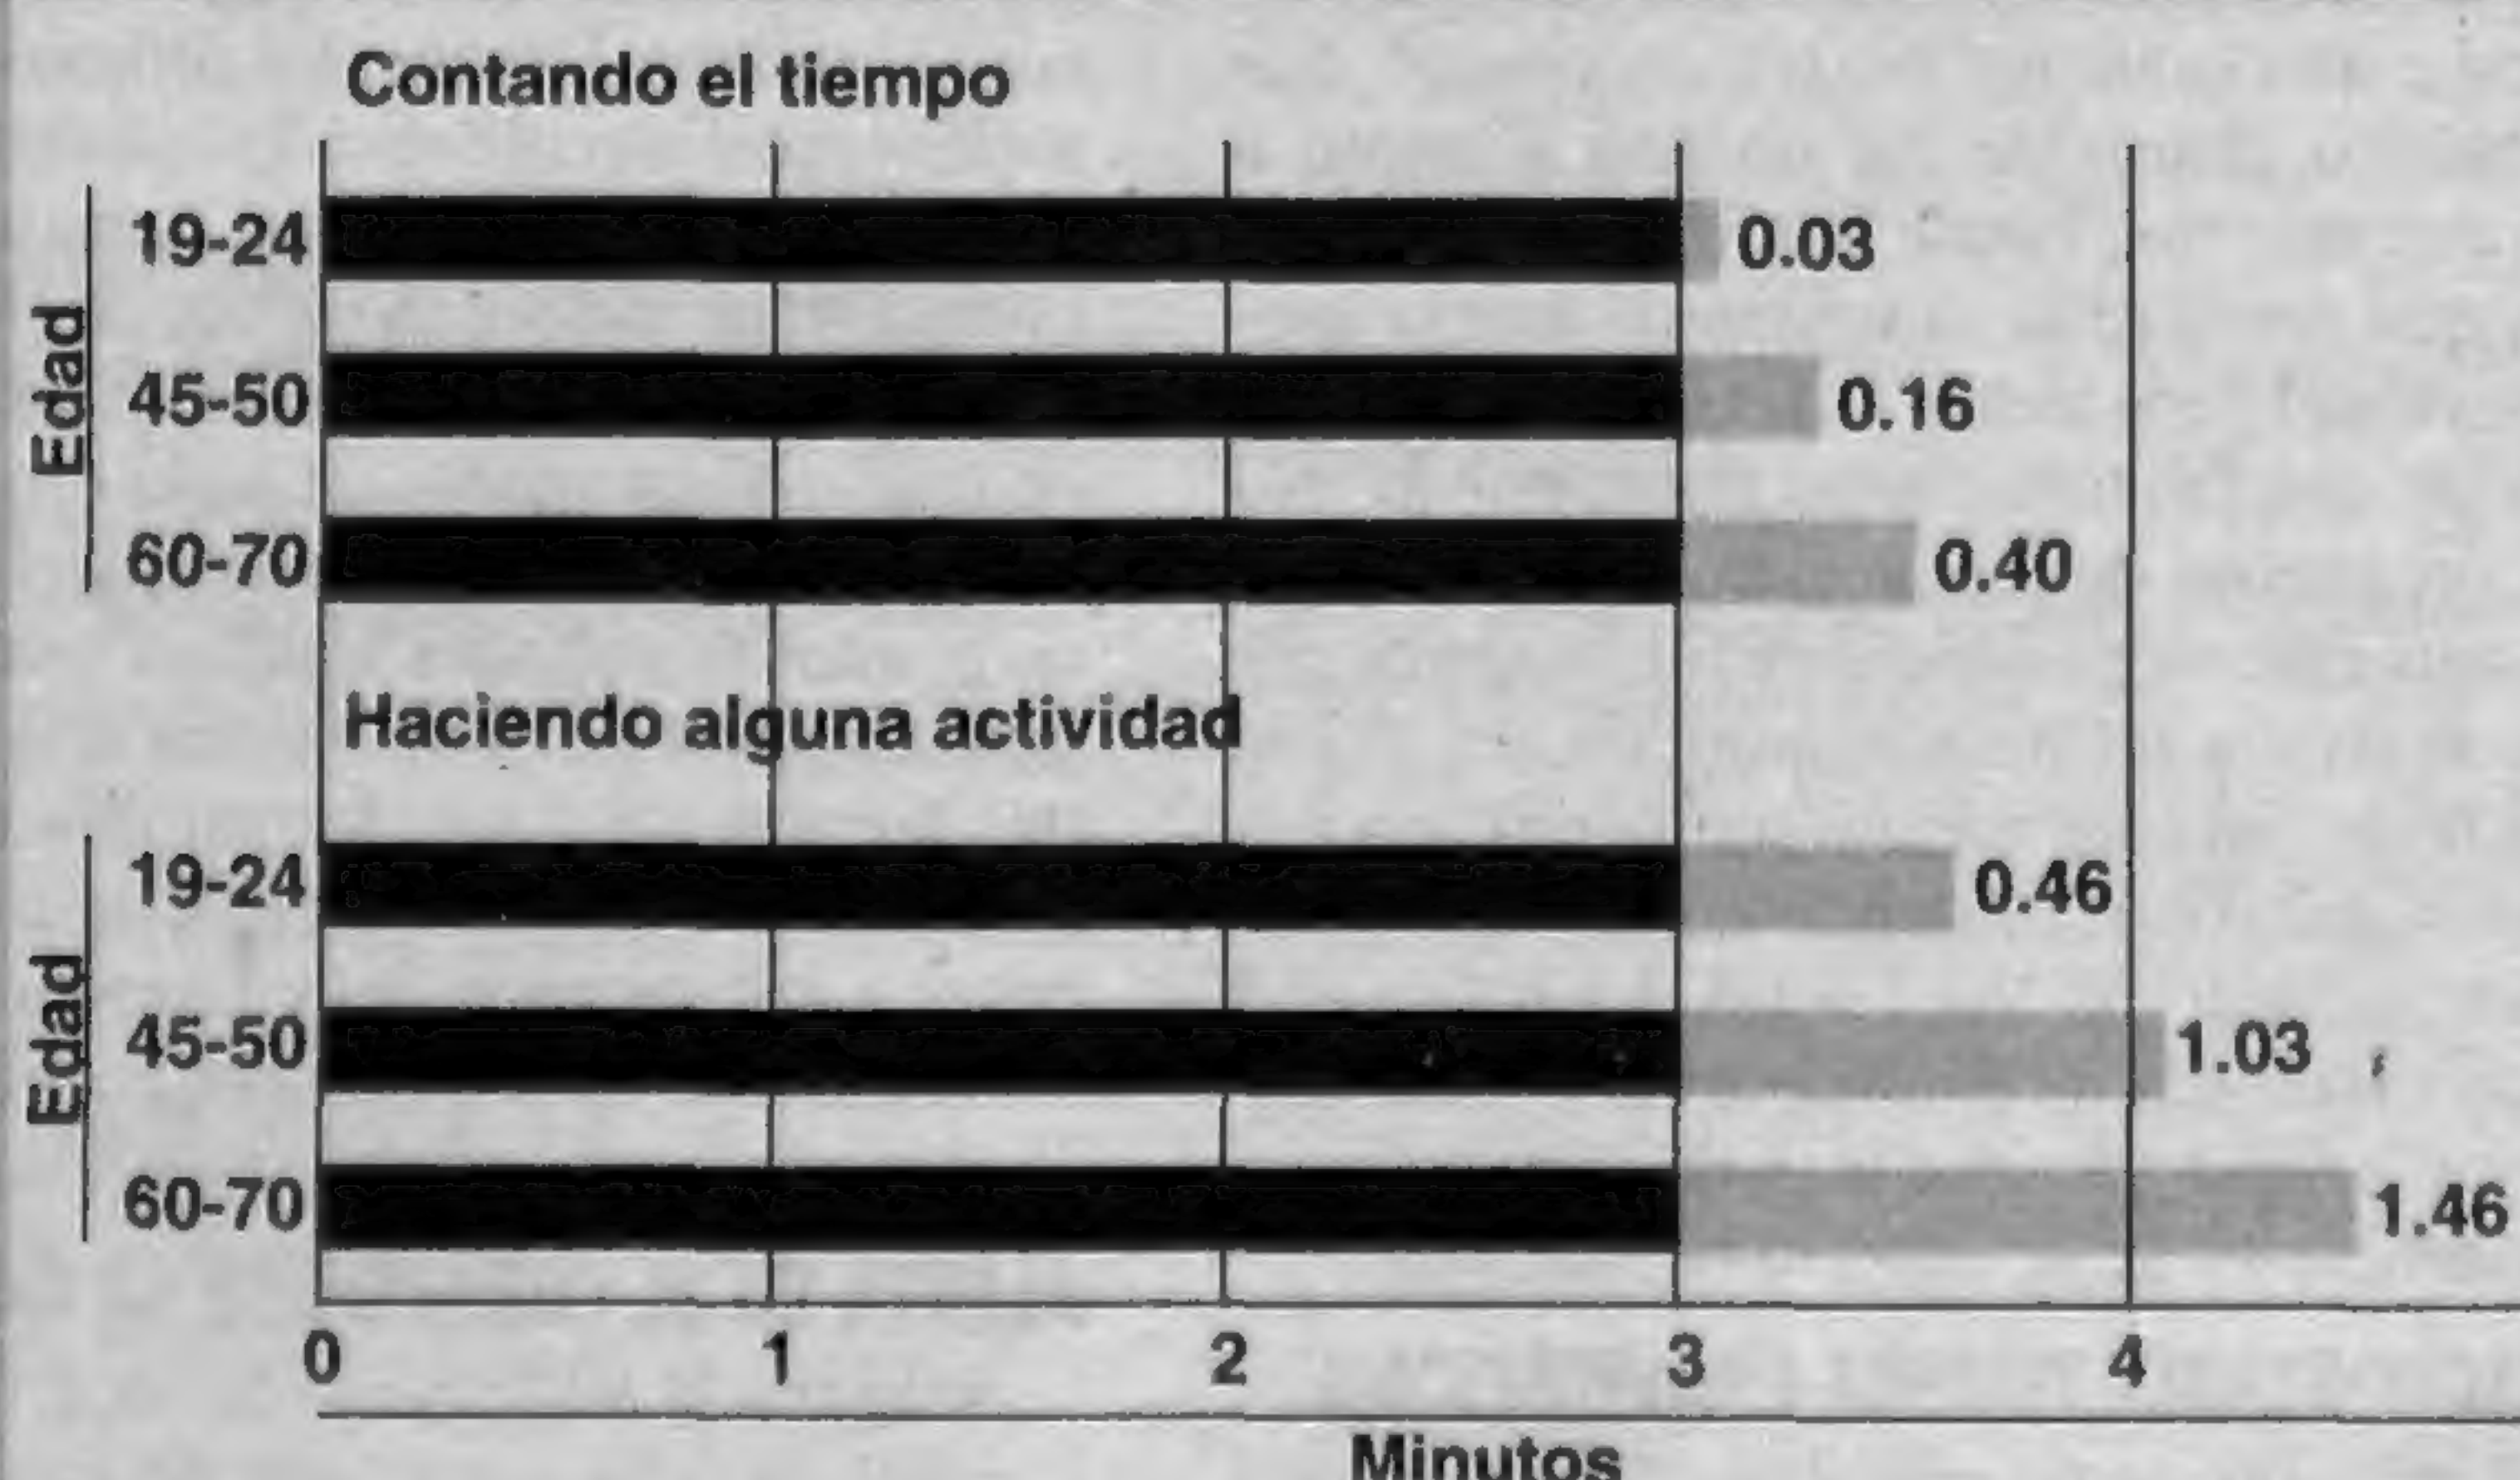 Contando el tiempo
Edad
19-24 0.03
45-50 0.16
60-70 0.40
Haciendo alguna actividad
Edad
19-24 0.46
45-50 1.03
60-70 1.46
0 1 2 3 4
Minutos